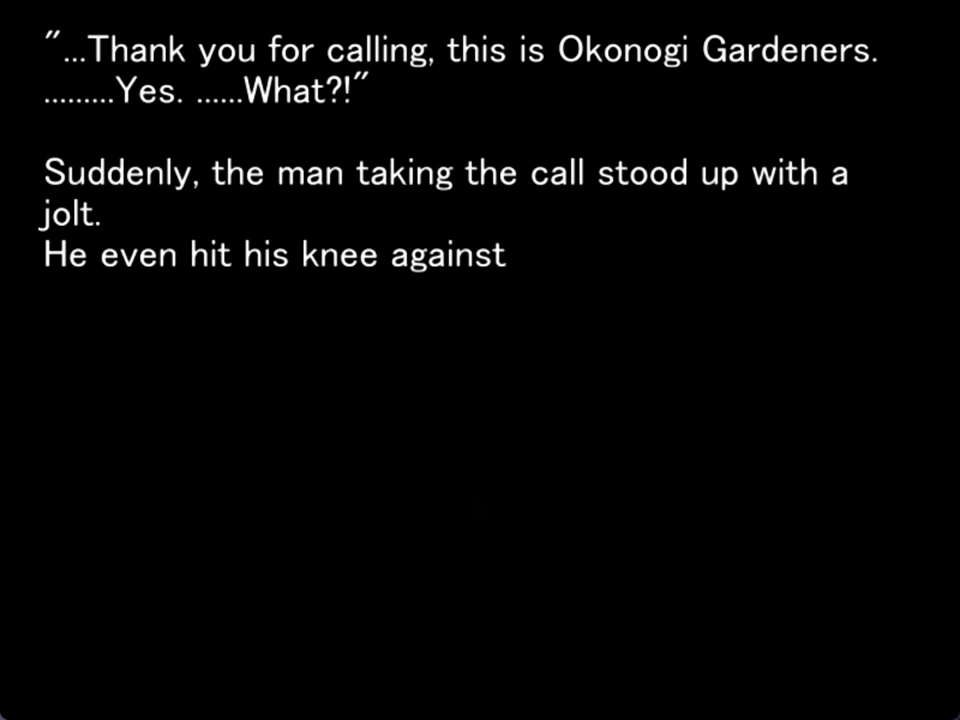 "...Thank you for calling, this is Okonogi Gardeners.
.........Yes. ......What?!"
Suddenly, the man taking the call stood up with a
jolt.
He even hit his knee against